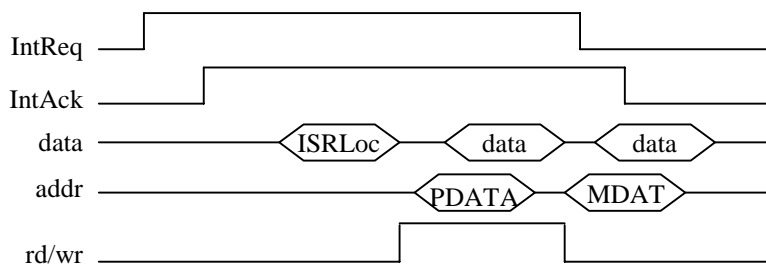 IntReq
IntAck
data ISRLoc data data
addr PDATA MDAT
rd/wr